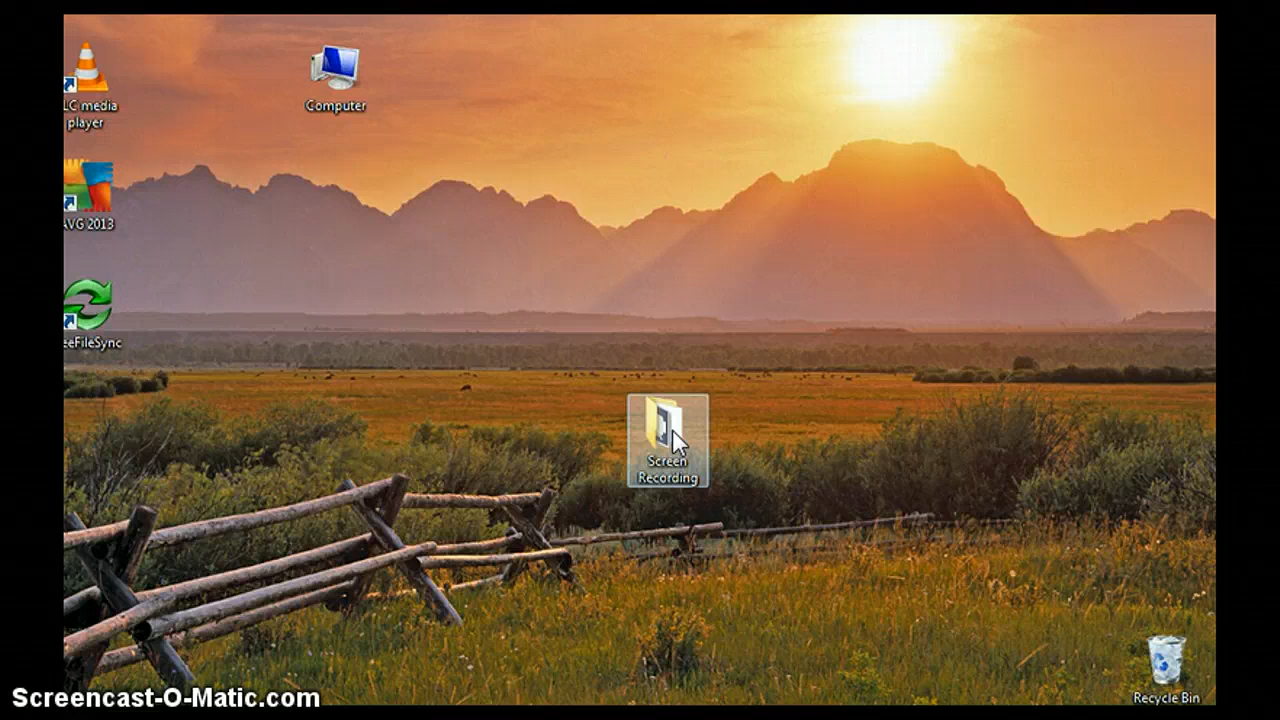 LC media
player
Computer
AVG 2013
eeFileSync
Screen
Recording
Recycle Bin
Screencast-O-Matic.com